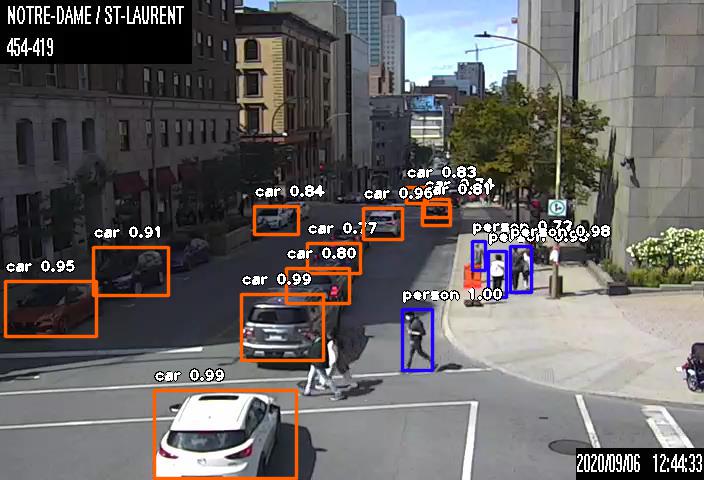 NOTRE-DAME / ST-LAURENT
454-419
car 0.83
car 0.84
car 0.96
0.81
car 0.77
person 0.72
0.98
car 0.91
car 0.80
car 0.95
car 0.99
person 1.00
car 0.99
2020/09/06 12:44:33